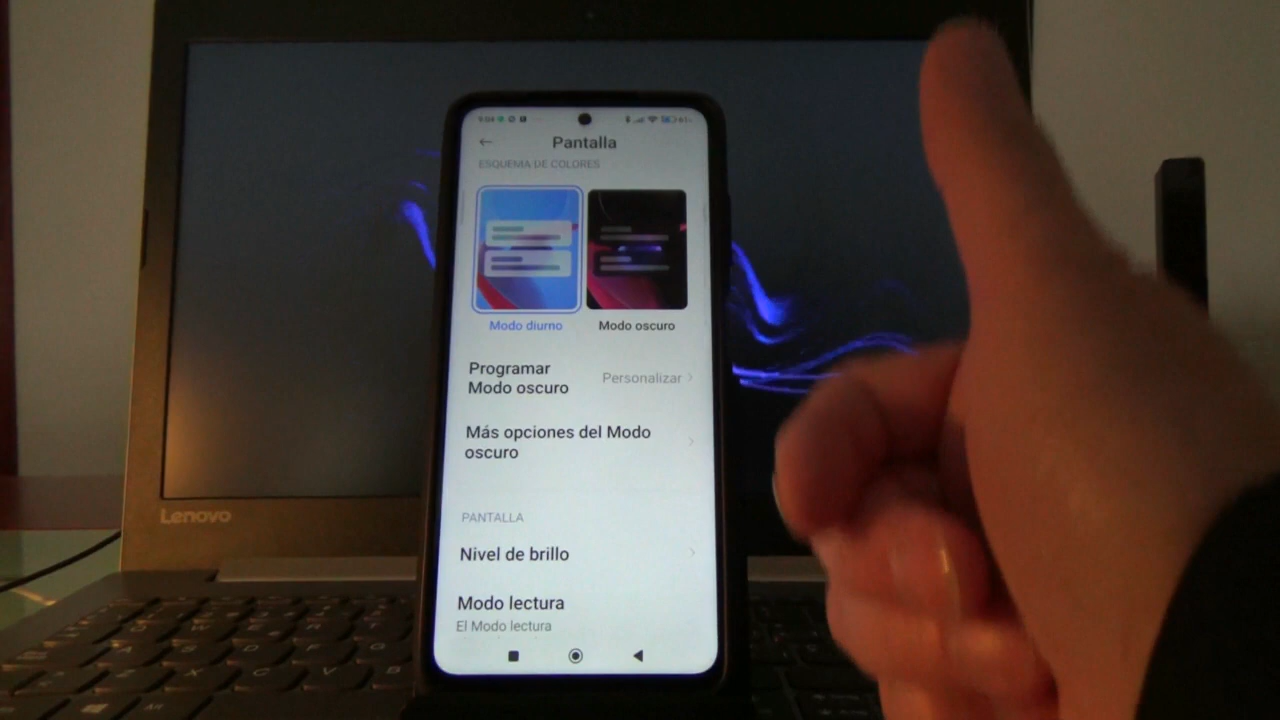 Pantalla
ESQUEMA DE COLORES
Modo diurno
Modo oscuro
Programar
Modo oscuro
Personalizar
Más opciones del Modo
oscuro
PANTALLA
Nivel de brillo
Modo lectura
El Modo lectura
Lenovo